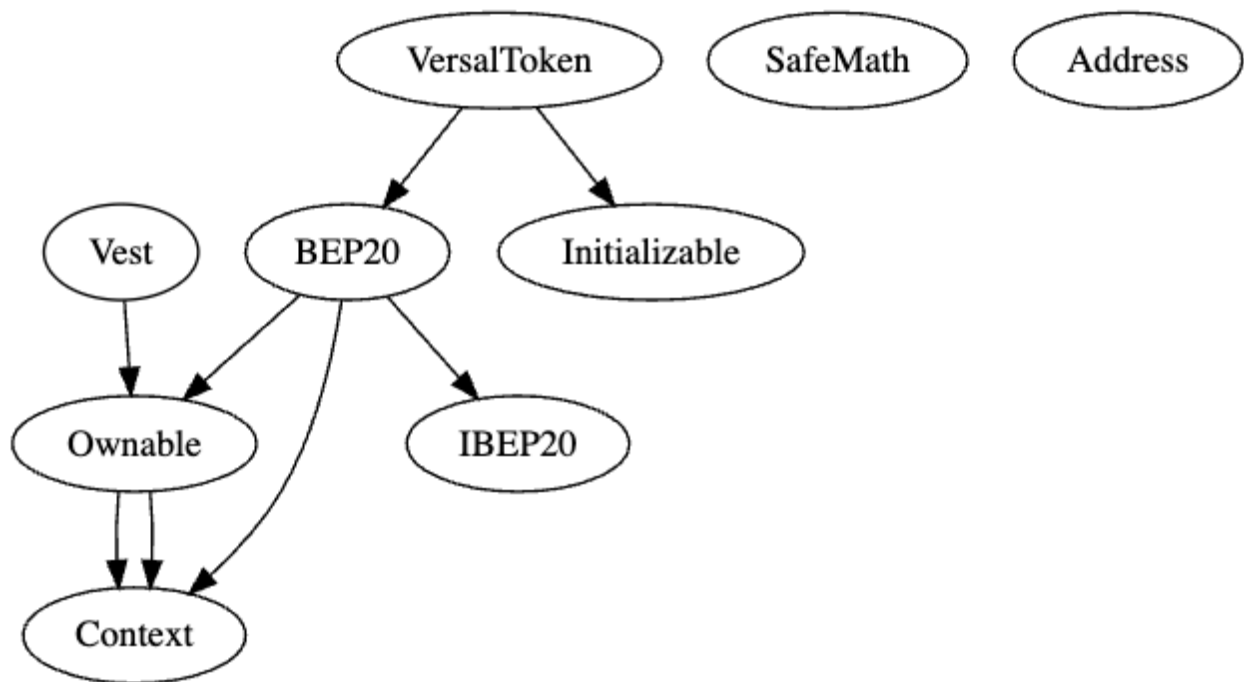 VersalToken
SafeMath
Address
Vest
BEP20
Initializable
Ownable
IBEP20
Context